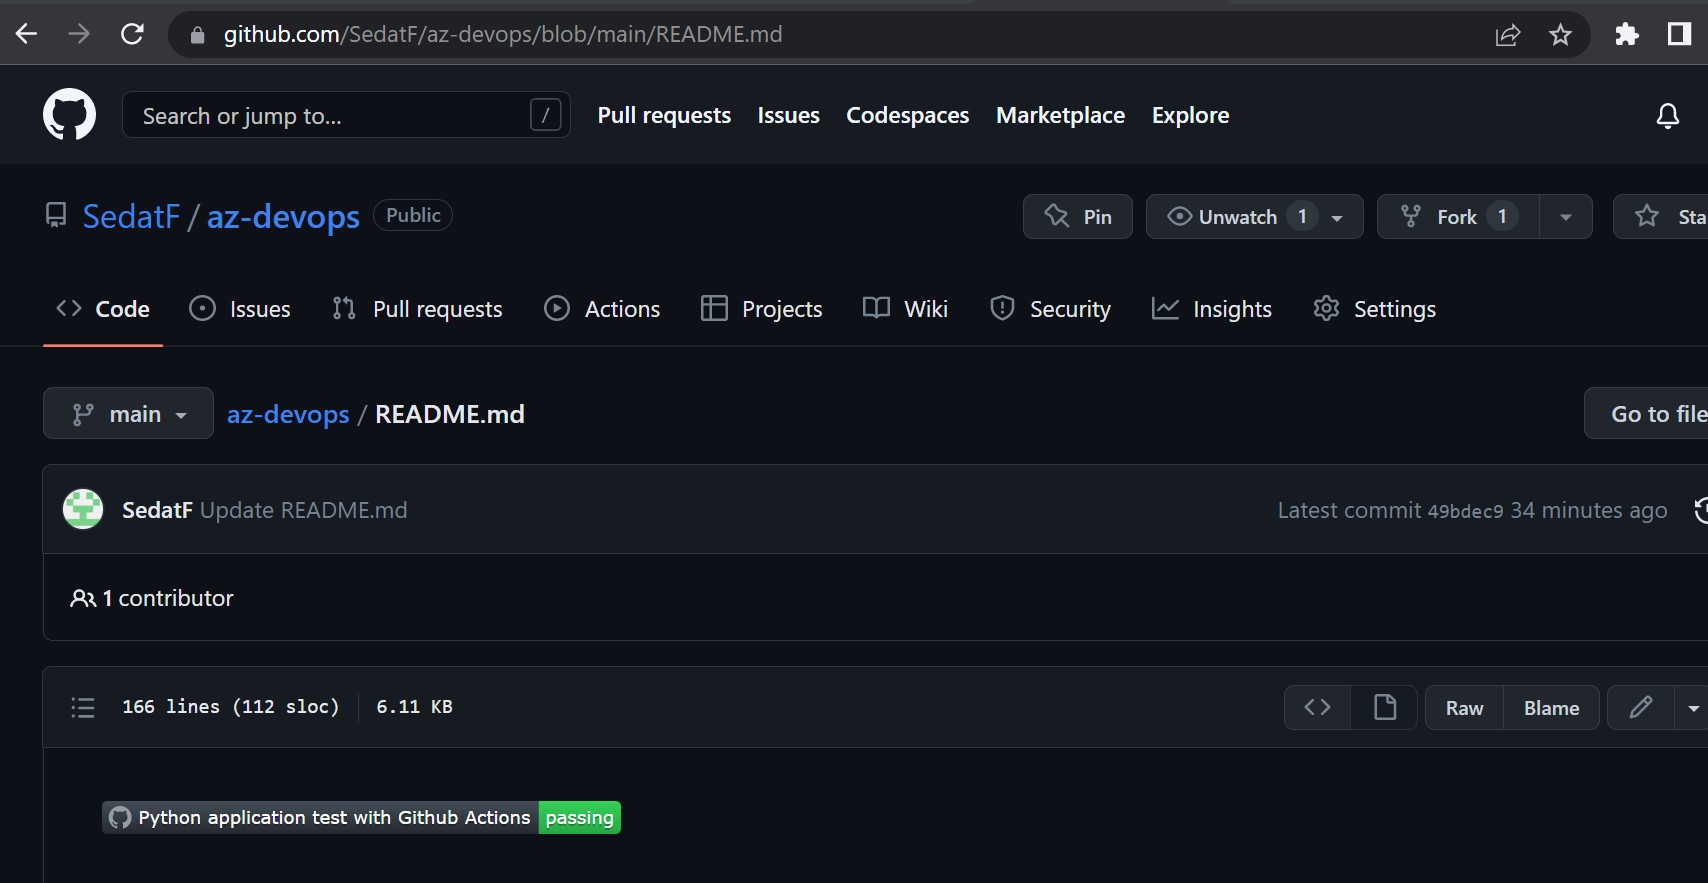 github.com/SedatF/az-devops/blob/main/README.md
Search or jump to... / Pull requests Issues Codespaces Marketplace Explore
SedatF / az-devops Public Pin Unwatch 1 Fork 1
Code Issues Pull requests Actions Projects Wiki Security Insights Settings
main az-devops / README.md Go to file
SedatF Update README.md Latest commit 49bdec9 34 minutes ago
1 contributor
166 lines (112 sloc) 6.11 KB <> Raw Blame
Python application test with Github Actions passing